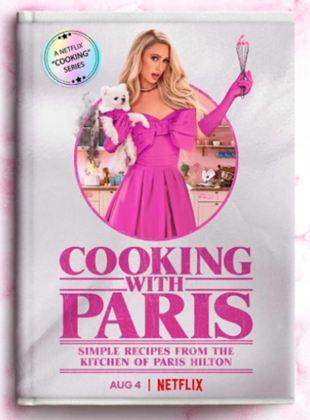 A NETFLIX
"COOKING"
SERIES
COOKING
WITH
PARIS
SIMPLE RECIPES FROM THE
KITCHEN OF PARIS HILTON
AUG 4 | NETFLIX